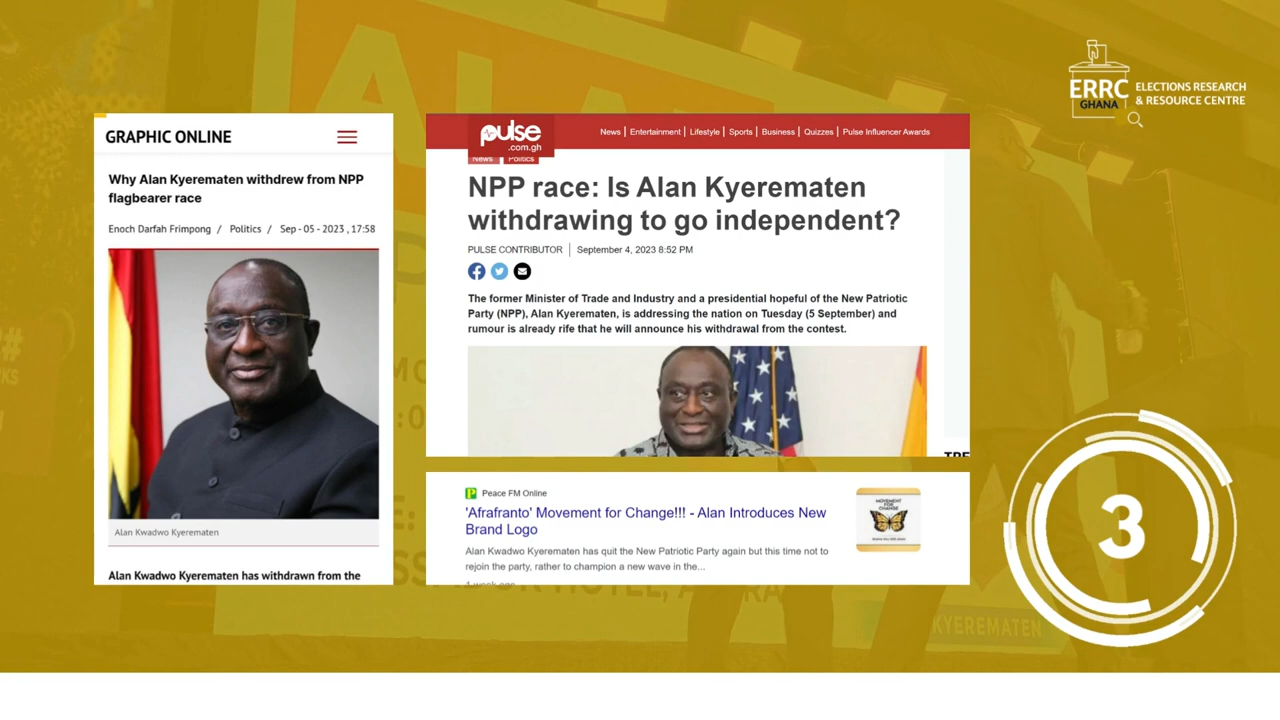 ERRC
GHANA
ELECTIONS RESEARCH
& RESOURCE CENTRE
GRAPHIC ONLINE
Why Alan Kyerematen withdrew from NPP
flagbearer race
Enoch Darfah Frimpong / Politics / Sep - 05 - 2023 , 17:58
Alan Kwadwo Kyerematen
Alan Kwadwo Kyerematen has withdrawn from the
pulse
.com.gh
News | Entertainment | Lifestyle | Sports | Business | Quizzes | Pulse Influencer Awards
News Politics
NPP race: Is Alan Kyerematen
withdrawing to go independent?
PULSE CONTRIBUTOR | September 4, 2023 8:52 PM
The former Minister of Trade and Industry and a presidential hopeful of the New Patriotic
Party (NPP), Alan Kyerematen, is addressing the nation on Tuesday (5 September) and
rumour is already rife that he will announce his withdrawal from the contest.
Peace FM Online
'Afrafranto' Movement for Change!!! - Alan Introduces New
Brand Logo
Alan Kwadwo Kyerematen has quit the New Patriotic Party again but this time not to
rejoin the party, rather to champion a new wave in the...
1 week ago
MOVEMENT
FOR
CHANGE
3
KYEREMATEN